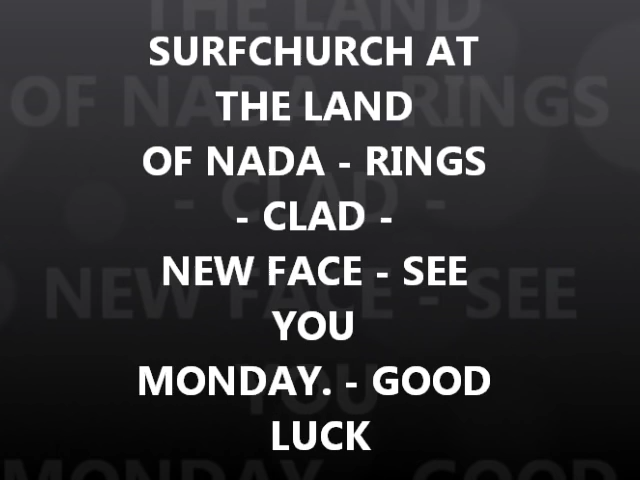 SURFCHURCH AT
THE LAND
OF NADA - RINGS
- CLAD -
NEW FACE - SEE
YOU
MONDAY. - GOOD
LUCK